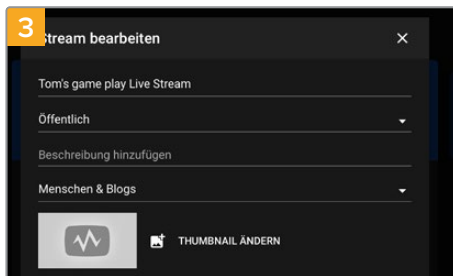 3
Stream bearbeiten
Tom's game play Live Stream
Öffentlich
Beschreibung hinzufügen
Menschen & Blogs
THUMBNAIL ÄNDERN